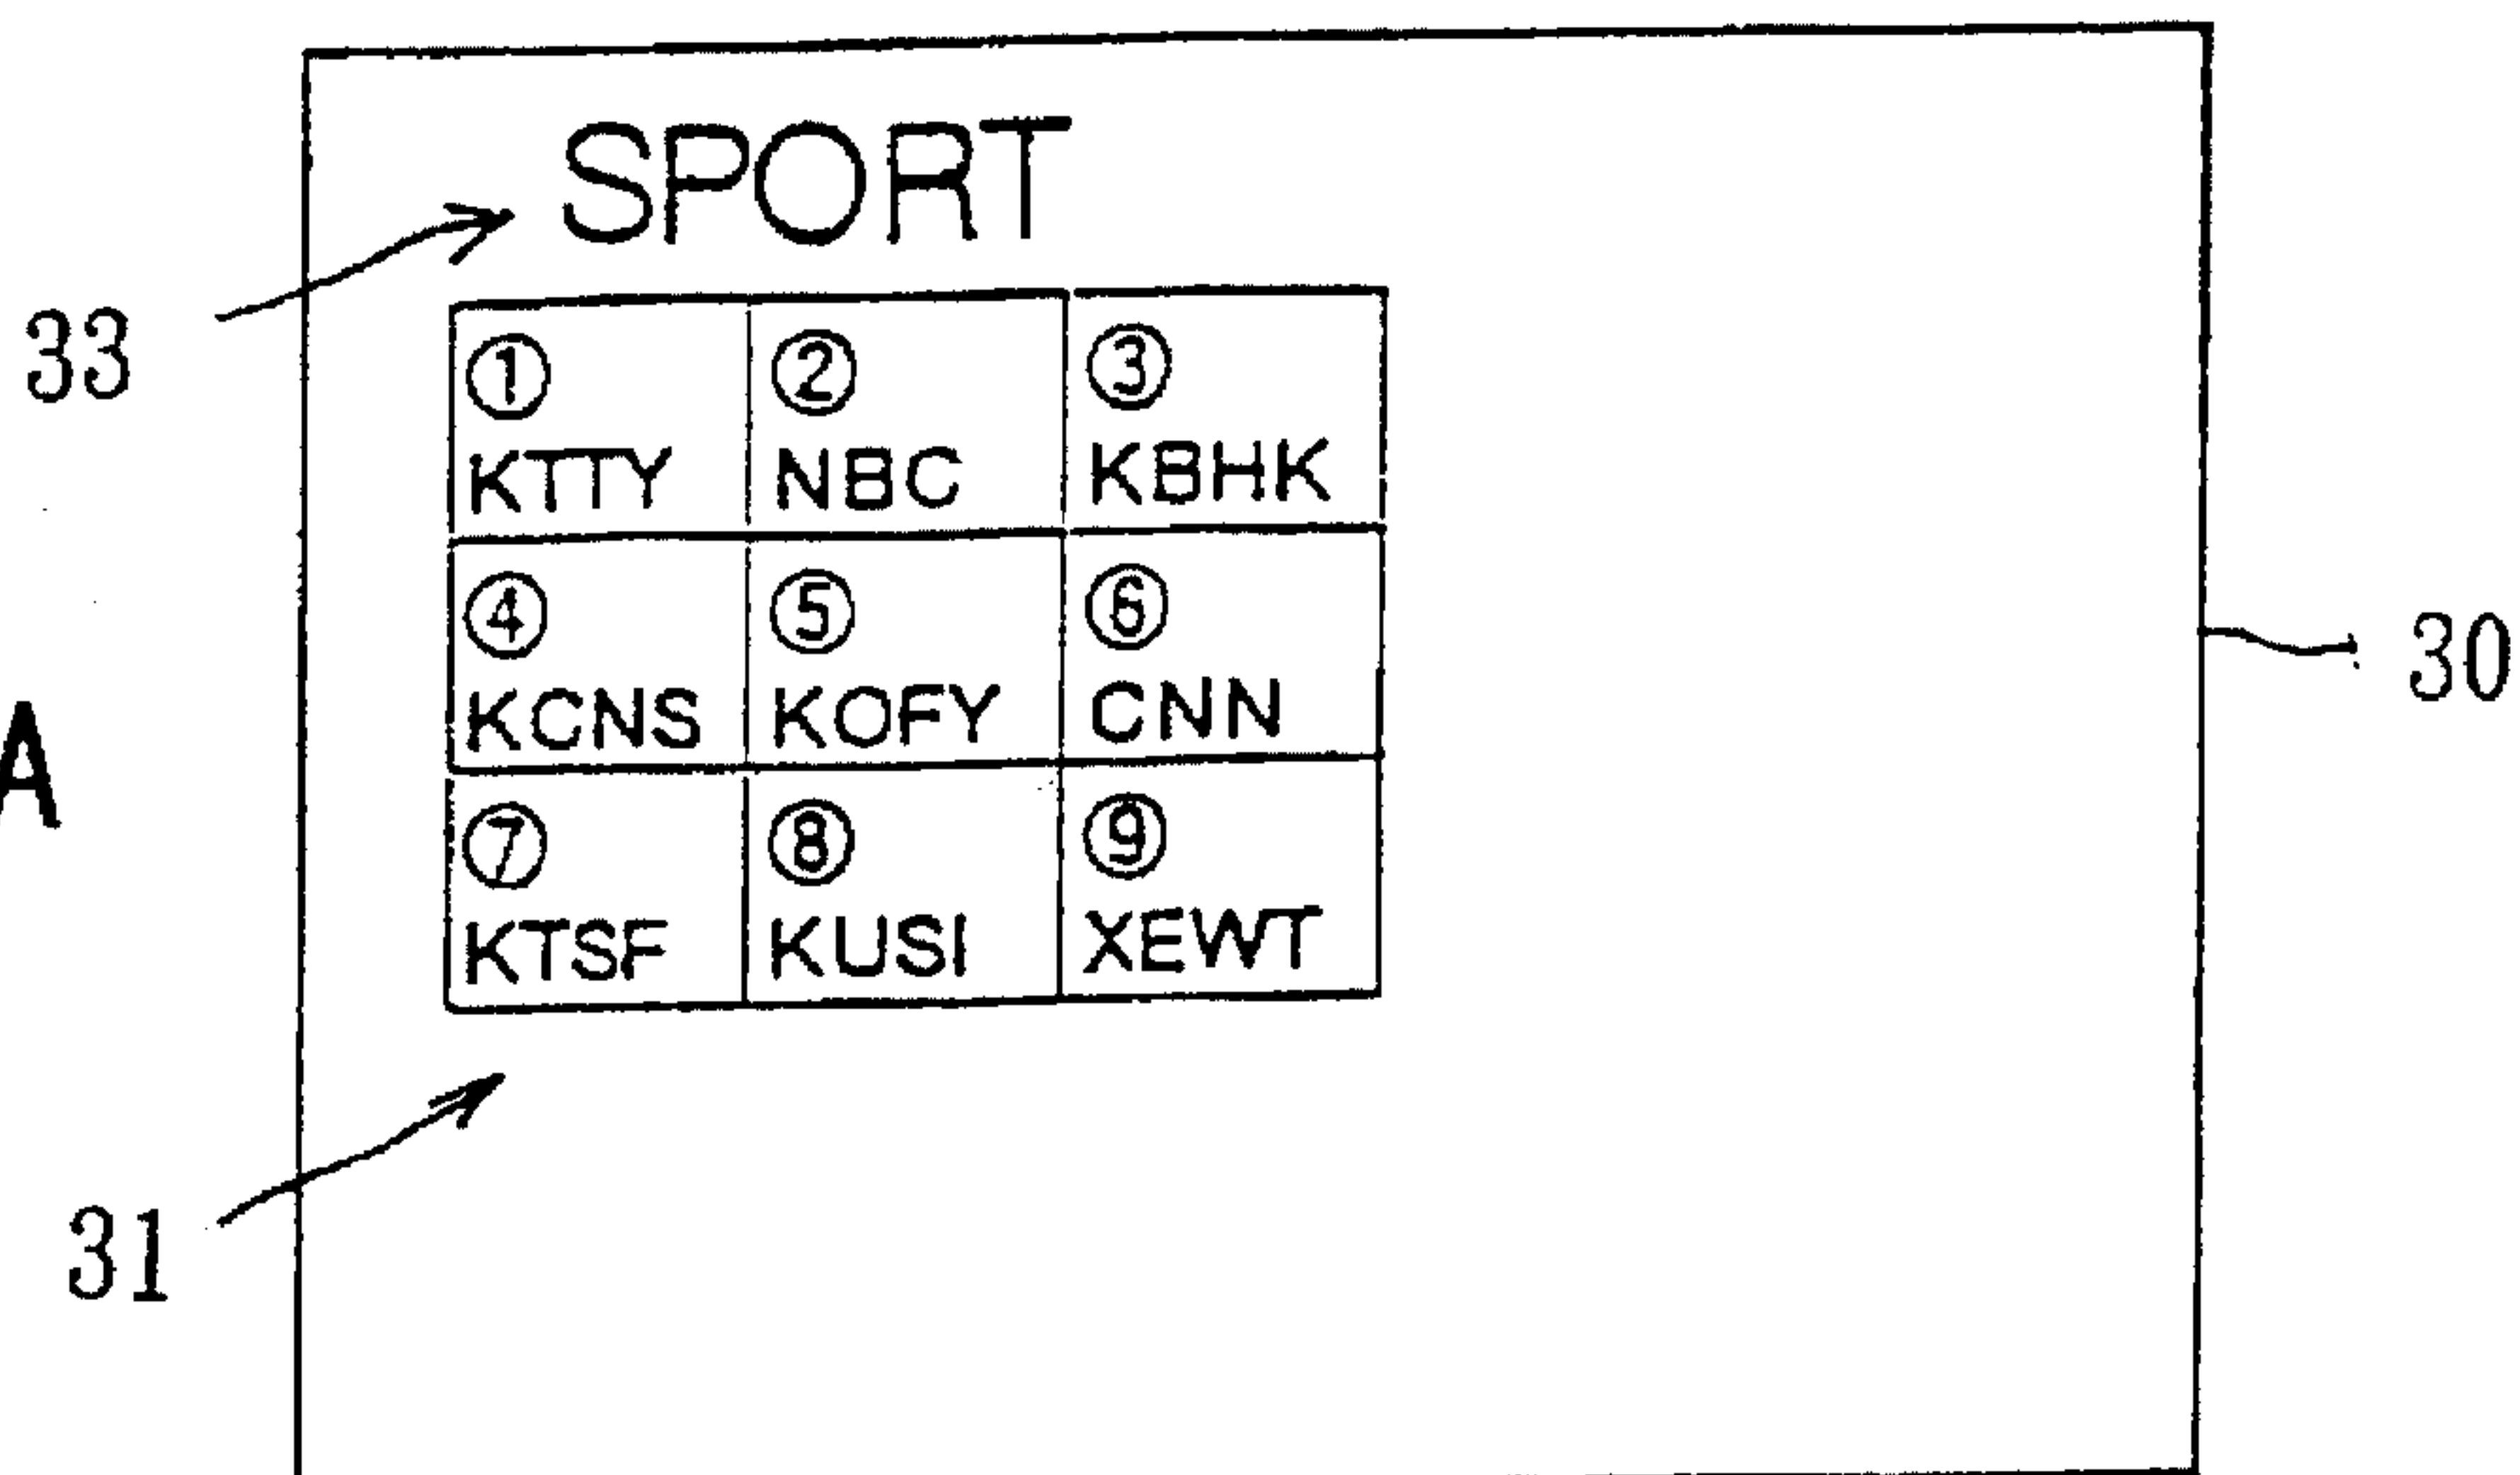 SPORT
33
① ② ③
KTTY NBC KBHK
④ ⑤ ⑥
30
KCNS KOFY CNN
A
⑦ ⑧ ⑨
KTSF KUSI XEWT
31